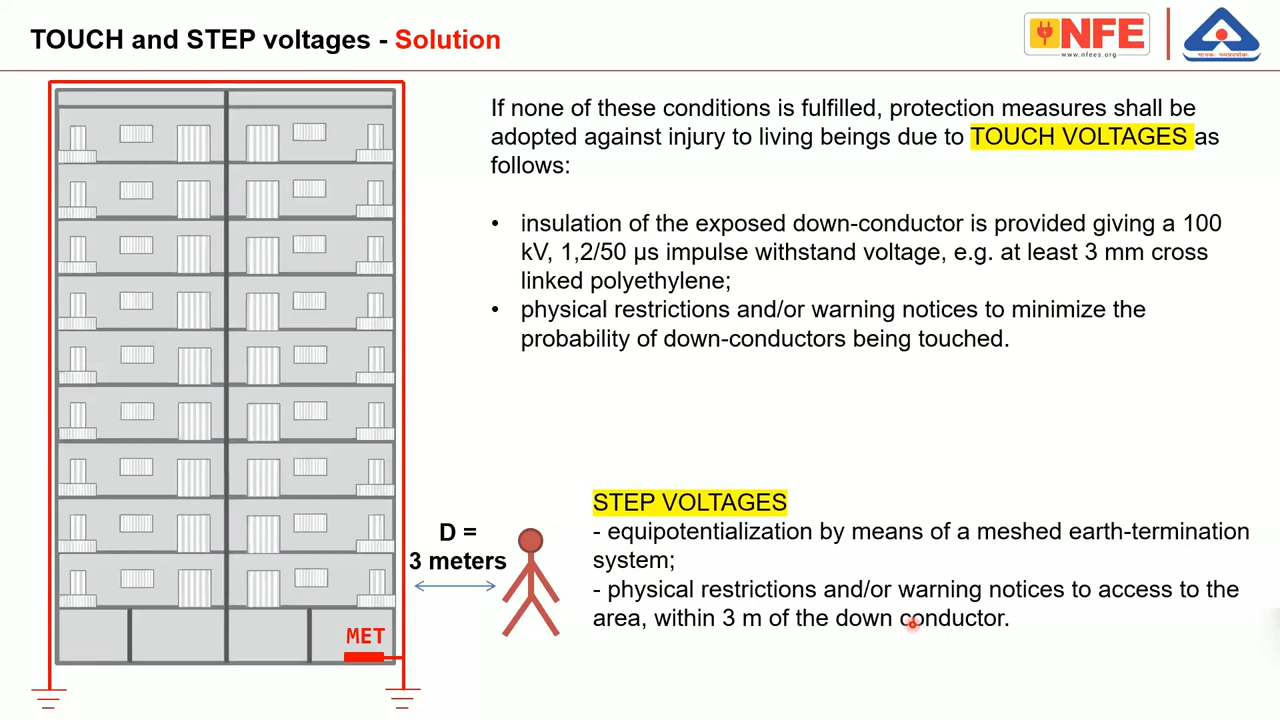 TOUCH and STEP voltages - Solution
NFE
www.nfees.org
If none of these conditions is fulfilled, protection measures shall be
adopted against injury to living beings due to TOUCH VOLTAGES as
follows:
• insulation of the exposed down-conductor is provided giving a 100
kV, 1,2/50 µs impulse withstand voltage, e.g. at least 3 mm cross
linked polyethylene;
• physical restrictions and/or warning notices to minimize the
probability of down-conductors being touched.
STEP VOLTAGES
- equipotentialization by means of a meshed earth-termination
system;
- physical restrictions and/or warning notices to access to the
area, within 3 m of the down conductor.
D =
3 meters
MET